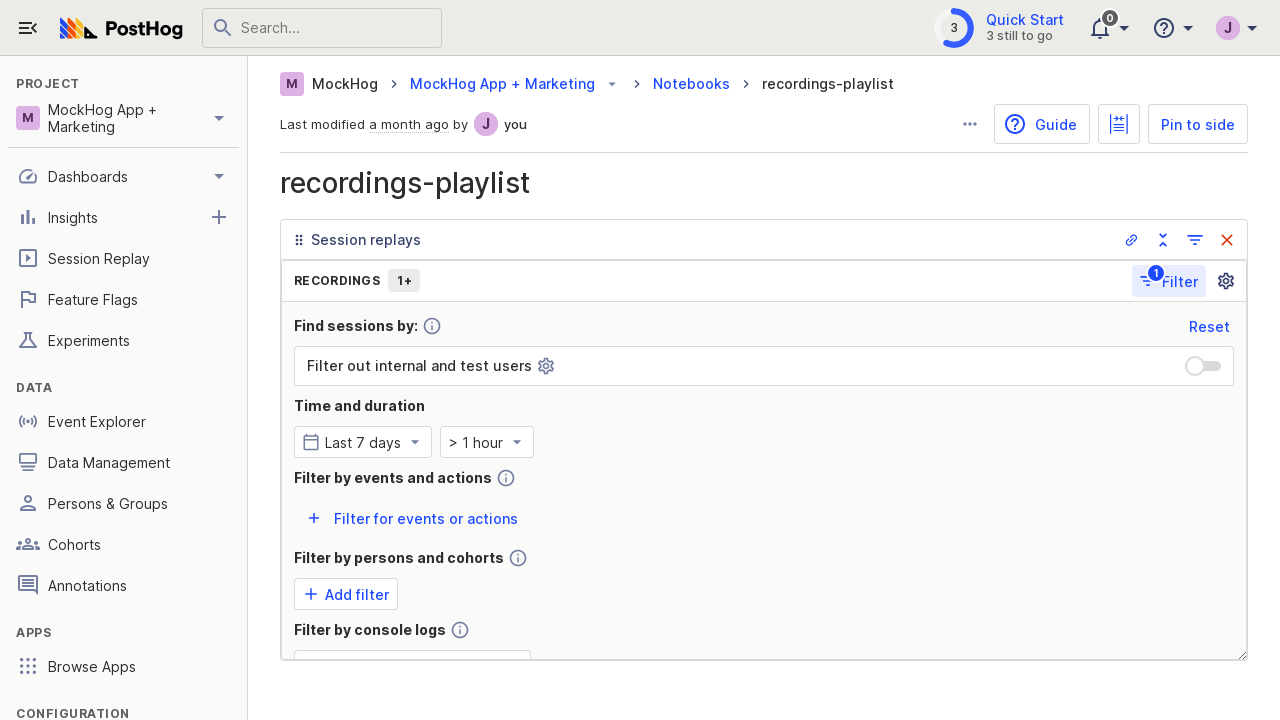 PostHog
Search...
3
Quick Start
3 still to go
0
J
PROJECT
M
MockHog App +
Marketing
Dashboards
Insights
Session Replay
Feature Flags
Experiments
DATA
Event Explorer
Data Management
Persons & Groups
Cohorts
Annotations
APPS
Browse Apps
CONFIGURATION
M MockHog MockHog App + Marketing Notebooks recordings-playlist
Last modified a month ago by J you
Guide
Pin to side
recordings-playlist
Session replays
RECORDINGS 1+
1
Filter
Find sessions by:
Reset
Filter out internal and test users
Time and duration
Last 7 days
> 1 hour
Filter by events and actions
Filter for events or actions
Filter by persons and cohorts
Add filter
Filter by console logs